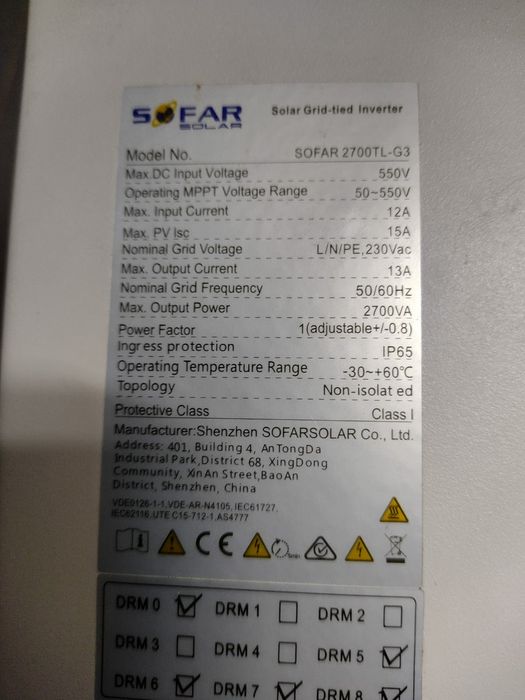 SOFAR
SOLAR
Solar Grid-tied Inverter
Model No. SOFAR 2700TL-G3
Max.DC Input Voltage 550V
Operating MPPT Voltage Range 50~550V
Max. Input Current 12A
Max. PV Isc 15A
Nominal Grid Voltage L/N/PE,230Vac
Max. Output Current 13A
Nominal Grid Frequency 50/60Hz
Max. Output Power 2700VA
Power Factor 1(adjustable+/-0.8)
Ingress protection IP65
Operating Temperature Range -30~+60℃
Topology Non-isolated
Protective Class Class I
Manufacturer:Shenzhen SOFARSOLAR Co., Ltd.
Address: 401, Building 4, AnTongDa
Industrial Park,District 68, XingDong
Community, XinAn Street,BaoAn
District, Shenzhen, China
VDE0126-1-1,VDE-AR-N4105, IEC61727,
IEC62116,UTE C15-712-1,AS4777
CE 5min
DRM 0 DRM 1 DRM 2
DRM 3 DRM 4 DRM 5
DRM 6 DRM 7 DRM 8